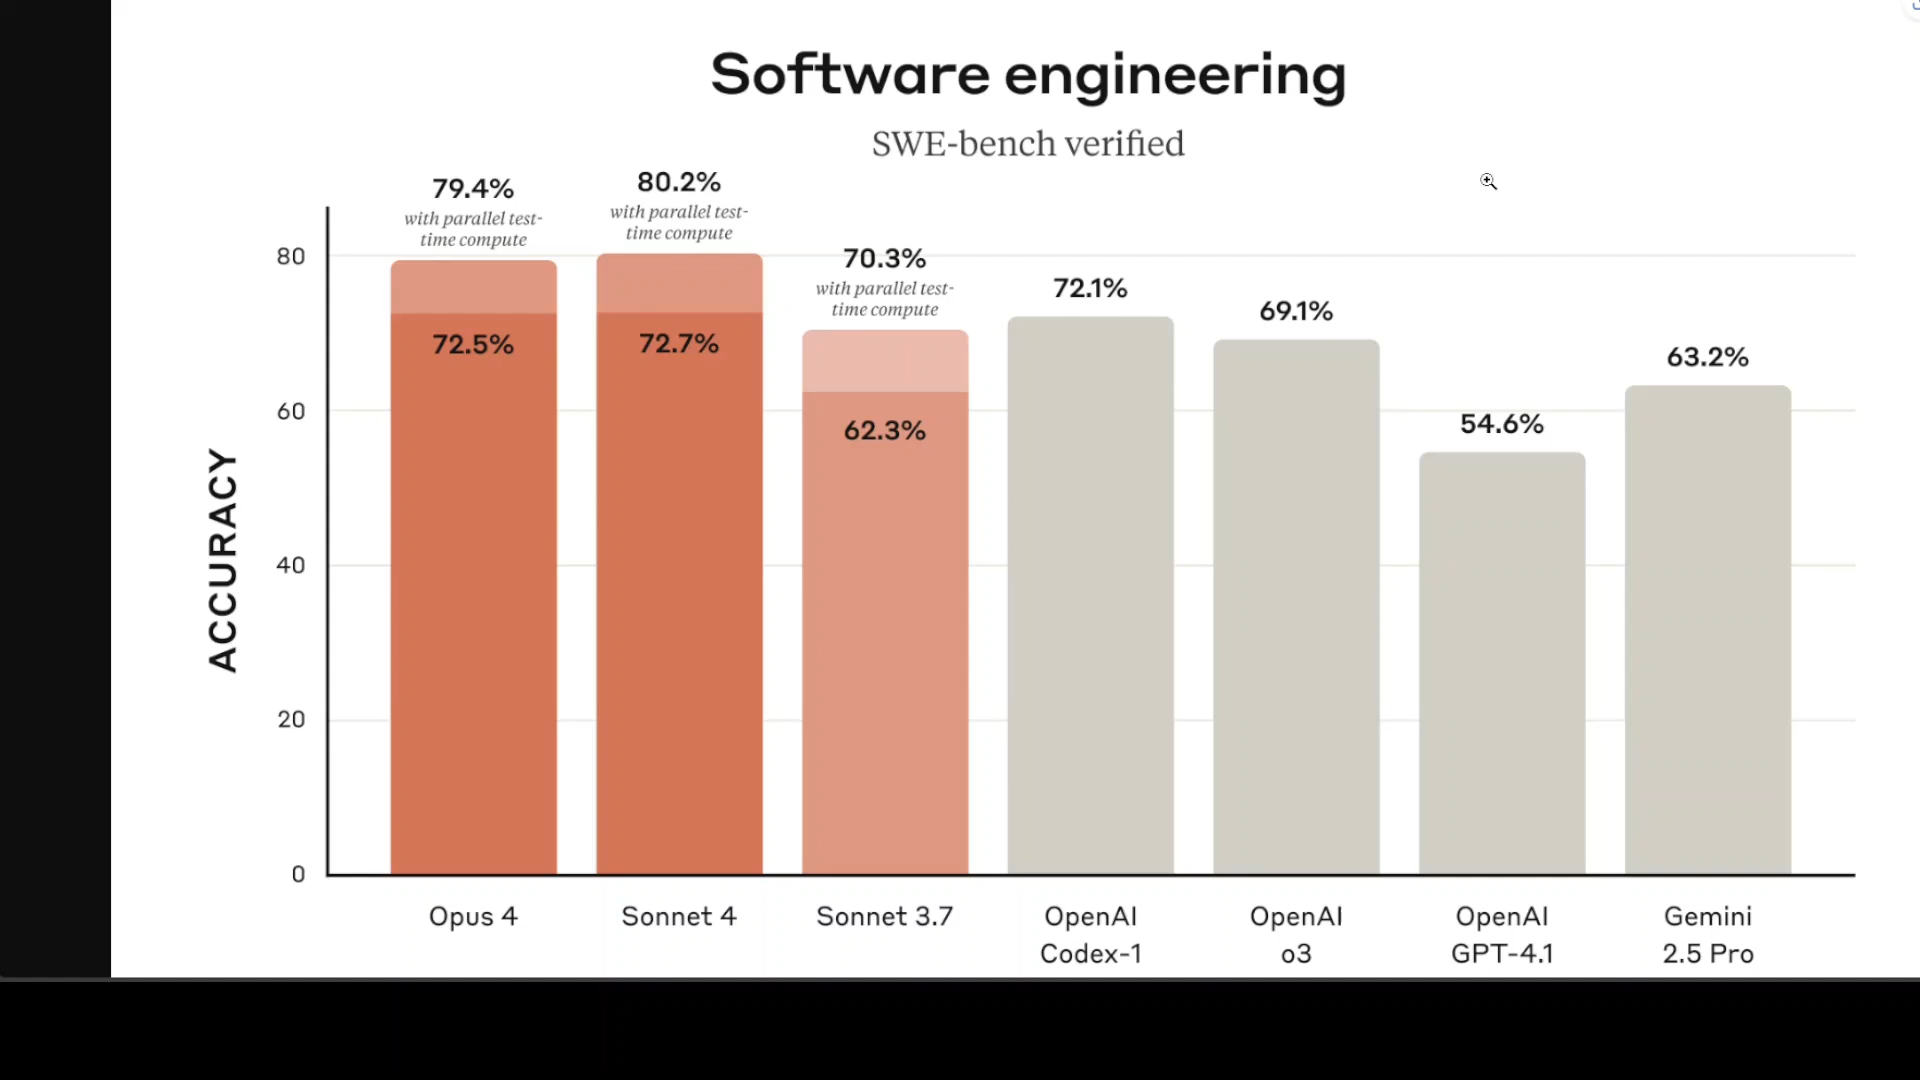 Software engineering
SWE-bench verified
79.4%
with parallel test-
time compute
80.2%
with parallel test-
time compute
70.3%
with parallel test-
time compute
72.1%
69.1%
54.6%
63.2%
72.5%
72.7%
62.3%
ACCURACY
80
60
40
20
0
Opus 4
Sonnet 4
Sonnet 3.7
OpenAI
Codex-1
OpenAI
o3
OpenAI
GPT-4.1
Gemini
2.5 Pro